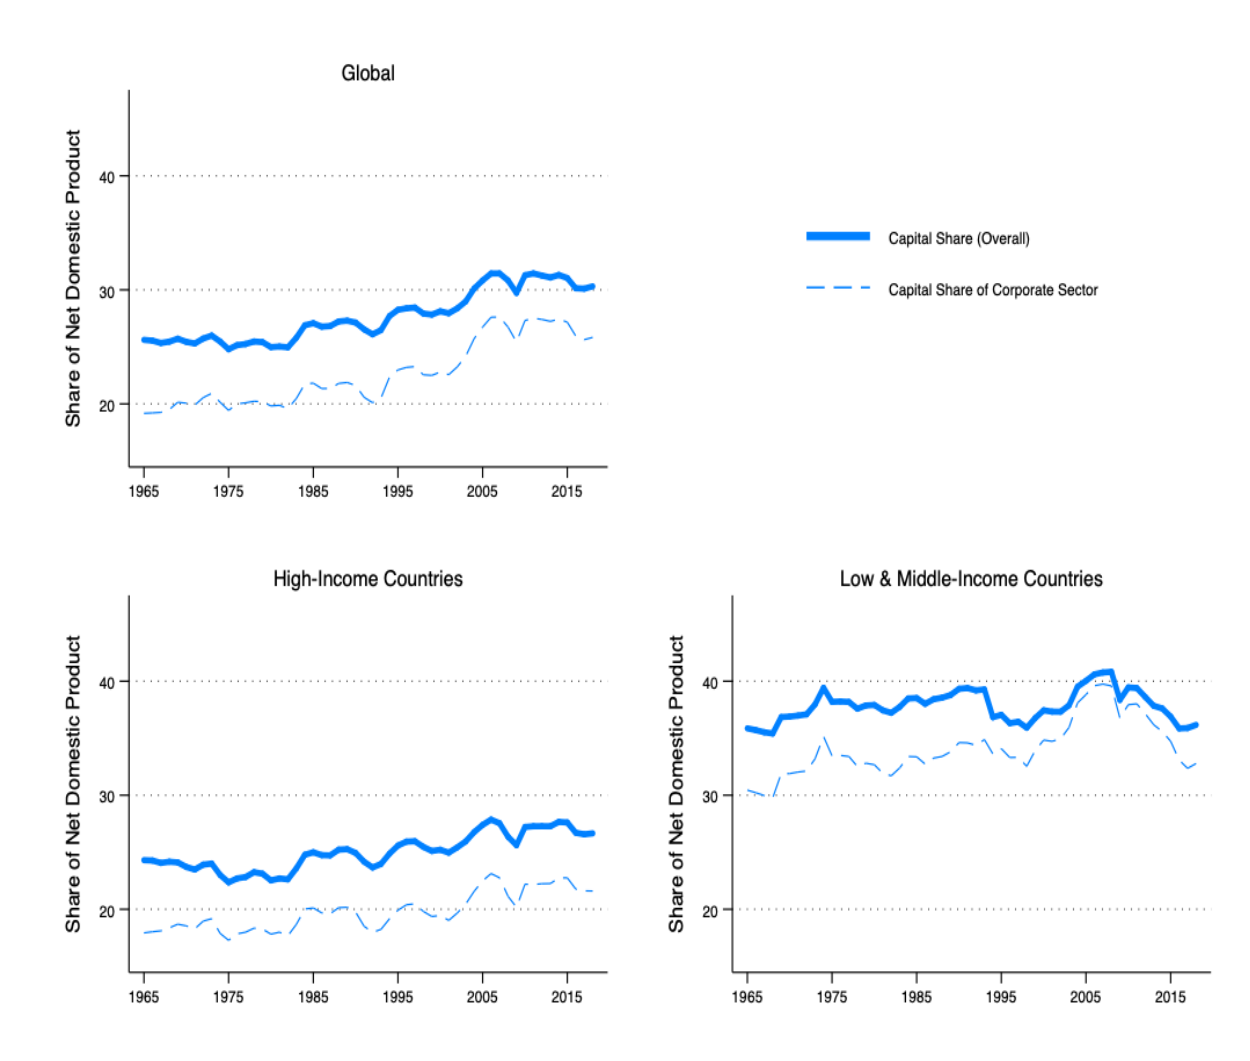 Global
Share of Net Domestic Product
40
30
20
1965 1975 1985 1995 2005 2015
Capital Share (Overall)
Capital Share of Corporate Sector
High-Income Countries
Share of Net Domestic Product
40
30
20
1965 1975 1985 1995 2005 2015
Low & Middle-Income Countries
Share of Net Domestic Product
40
30
20
1965 1975 1985 1995 2005 2015